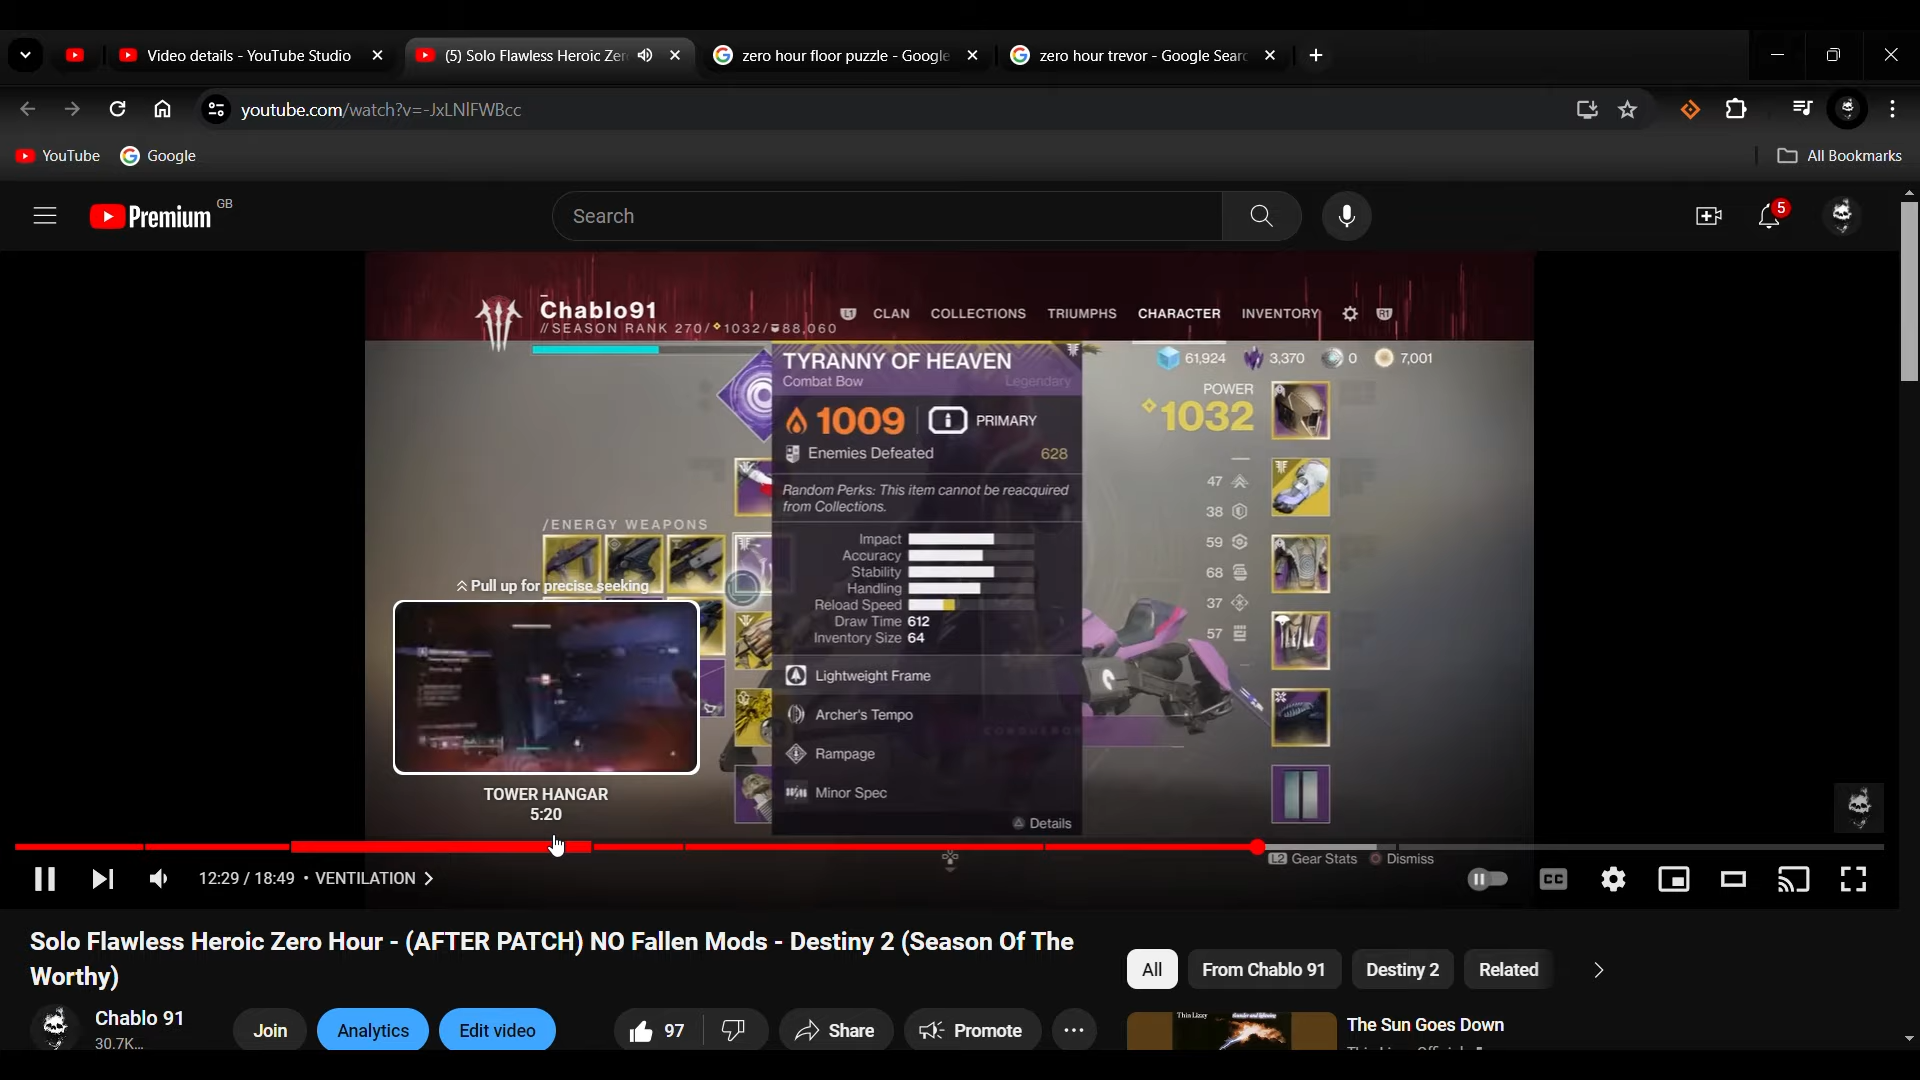 Video details - YouTube Studio
(5) Solo Flawless Heroic Zer
zero hour floor puzzle - Google
zero hour trevor - Google Searc
youtube.com/watch?v=-JxLNlFWBcc
YouTube
Google
All Bookmarks
Premium GB
Search
5
Chablo91
//SEASON RANK 270/1032/88,060
L1 CLAN COLLECTIONS TRIUMPHS CHARACTER INVENTORY R1
TYRANNY OF HEAVEN
Combat Bow Legendary
61,924 3,370 0 7,001
1009 PRIMARY
POWER
1032
Enemies Defeated 628
Random Perks: This item cannot be reacquired
from Collections.
47
38
59
68
37
57
/ENERGY WEAPONS
Impact
Accuracy
Stability
Handling
Reload Speed
Draw Time 612
Inventory Size 64
Pull up for precise seeking
Lightweight Frame
Archer's Tempo
Rampage
Minor Spec
Details
TOWER HANGAR
5:20
L2 Gear Stats Dismiss
12:29 / 18:49 • VENTILATION
CC
Solo Flawless Heroic Zero Hour - (AFTER PATCH) NO Fallen Mods - Destiny 2 (Season Of The
Worthy)
All From Chablo 91 Destiny 2 Related
Chablo 91
30.7K...
Join Analytics Edit video 97 Share Promote
Thin Lizzy
The Sun Goes Down